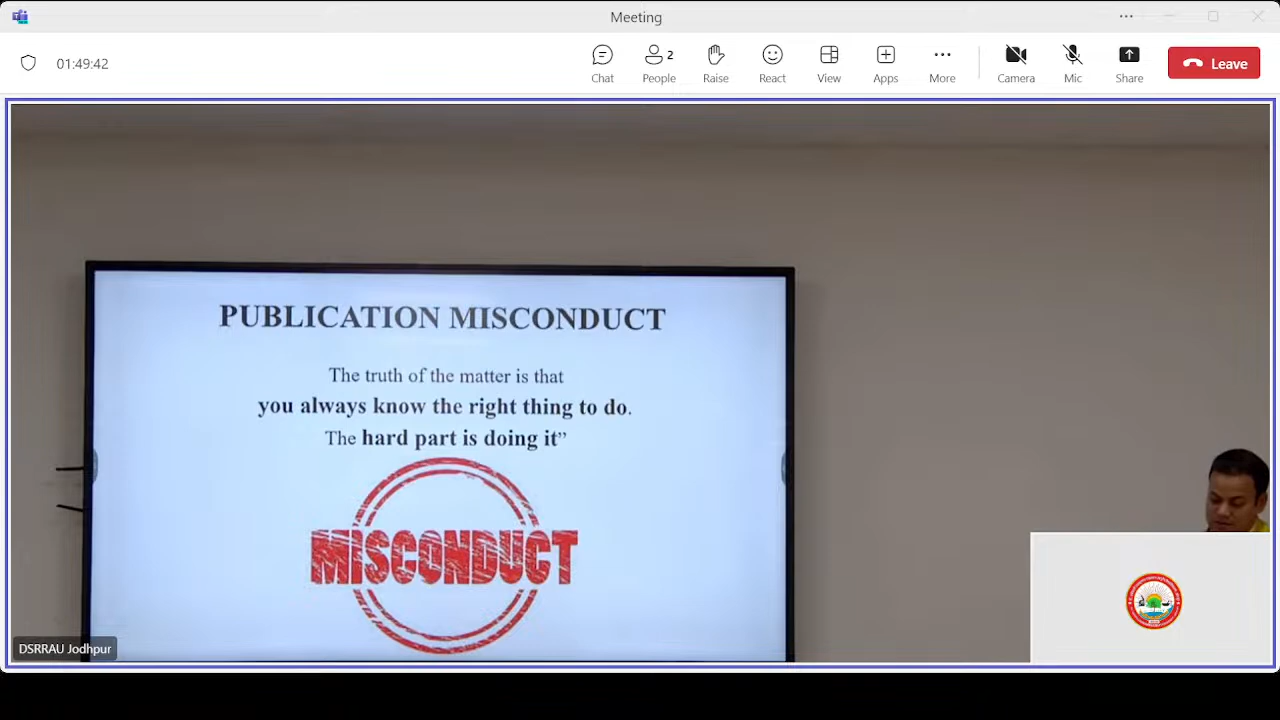 Meeting
01:49:42
Chat
People
2
Raise
React
View
Apps
More
Camera
Mic
Share
Leave
PUBLICATION MISCONDUCT
The truth of the matter is that
you always know the right thing to do.
The hard part is doing it”
MISCONDUCT
DSRRAU Jodhpur